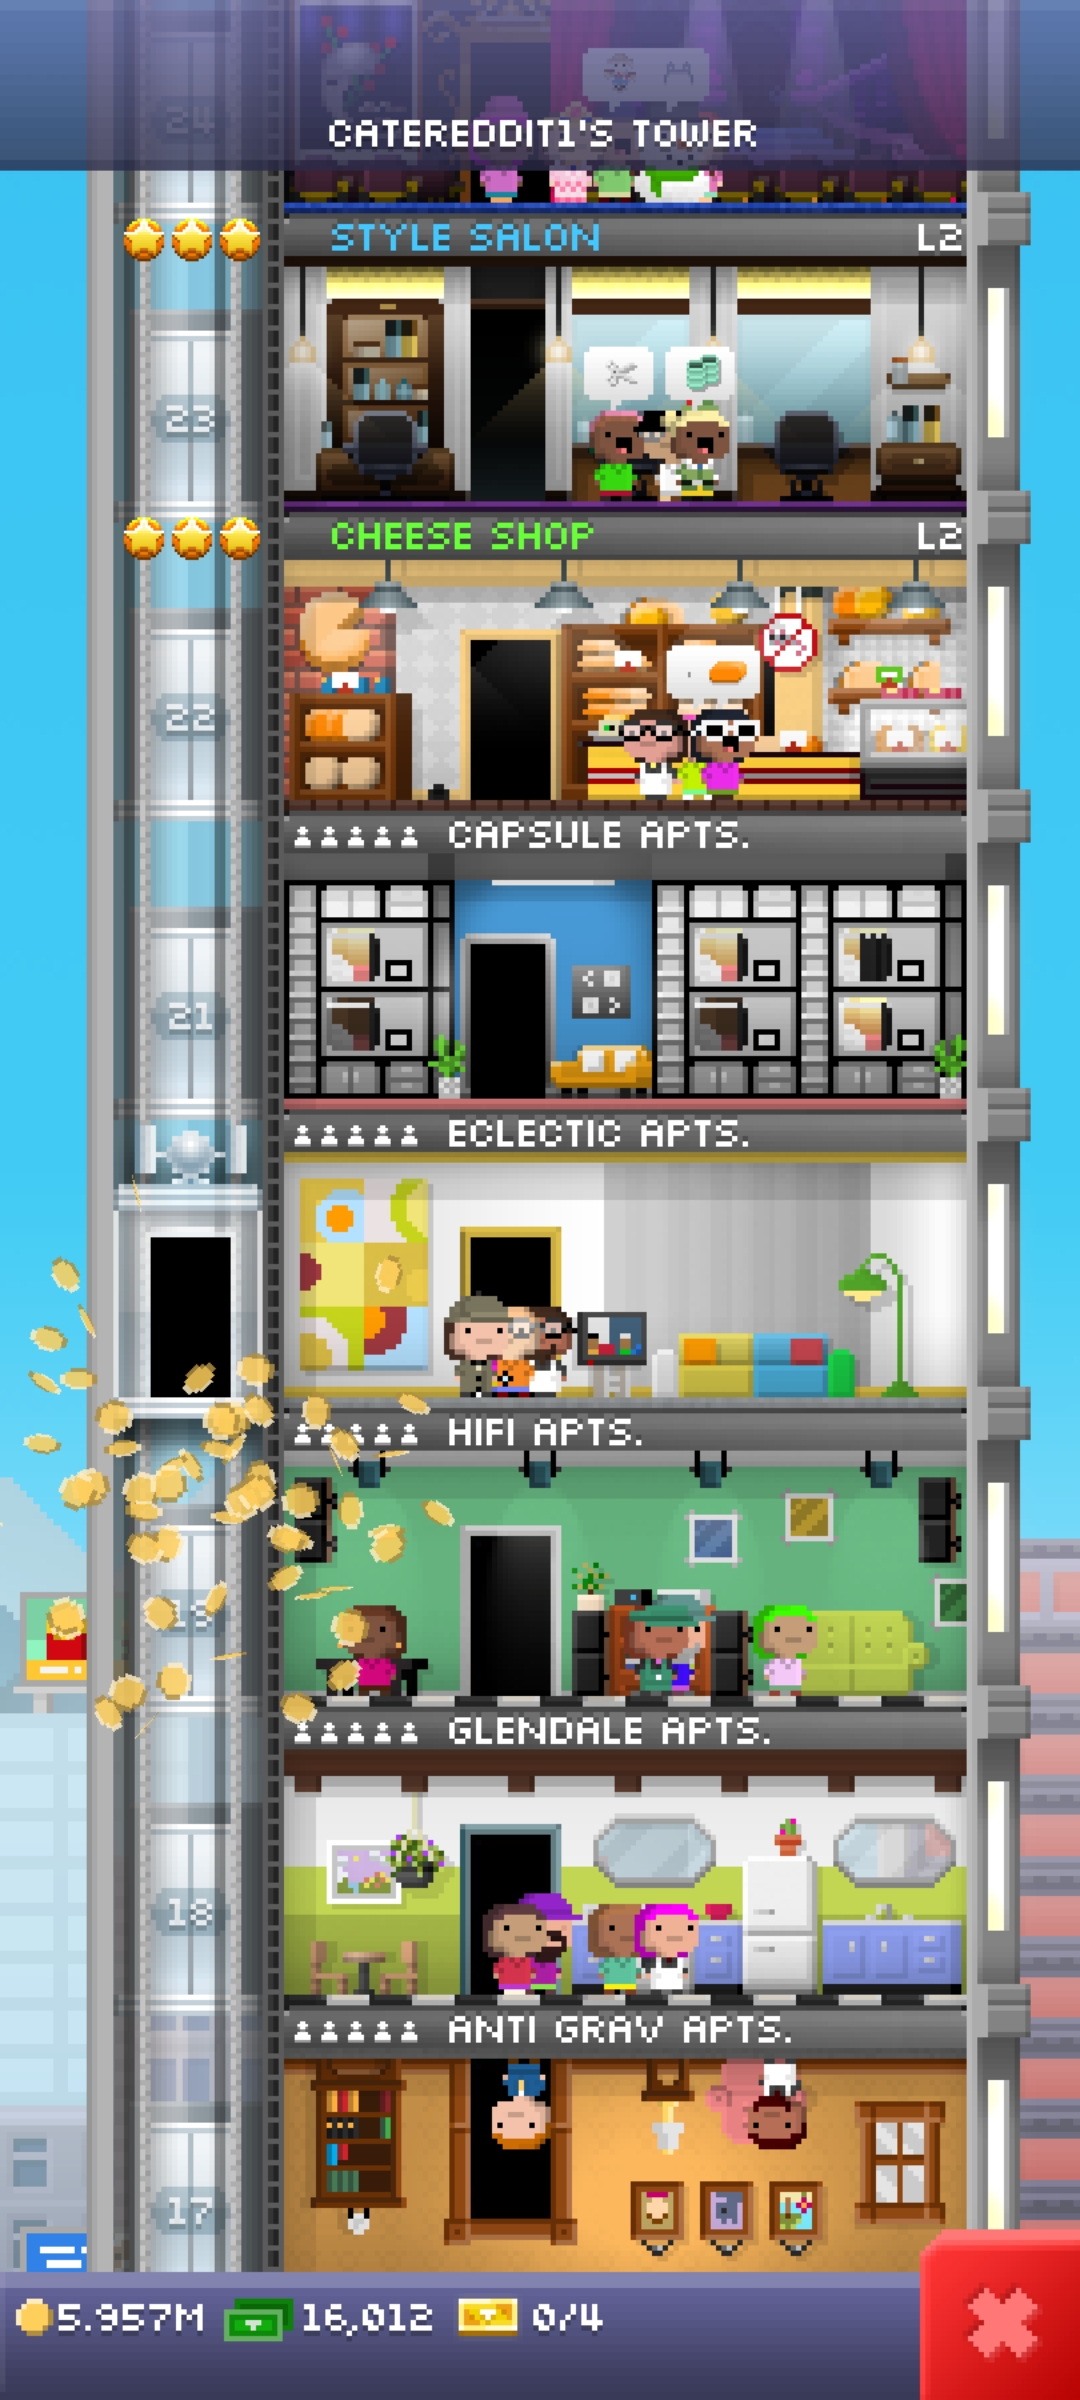 24
CATEREDDIT1'S TOWER
STYLE SALON L2
23
CHEESE SHOP L2
22
CAPSULE APTS.
21
ECLECTIC APTS.
HIFI APTS.
GLENDALE APTS.
18
ANTI GRAV APTS.
17
5.957M 16,012 0/4